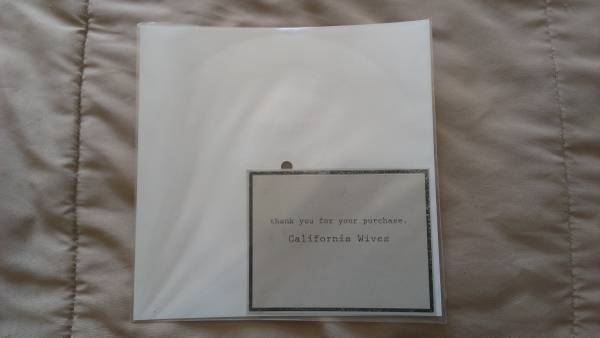 thank you for your purchase.
California Wives